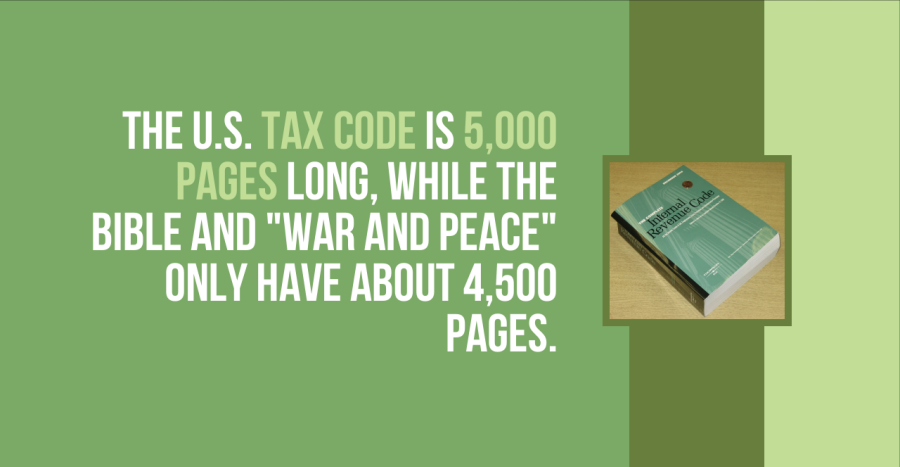 THE U.S. TAX CODE IS 5,000
PAGES LONG, WHILE THE
BIBLE AND "WAR AND PEACE"
ONLY HAVE ABOUT 4,500
PAGES.
Internal
Revenue Code